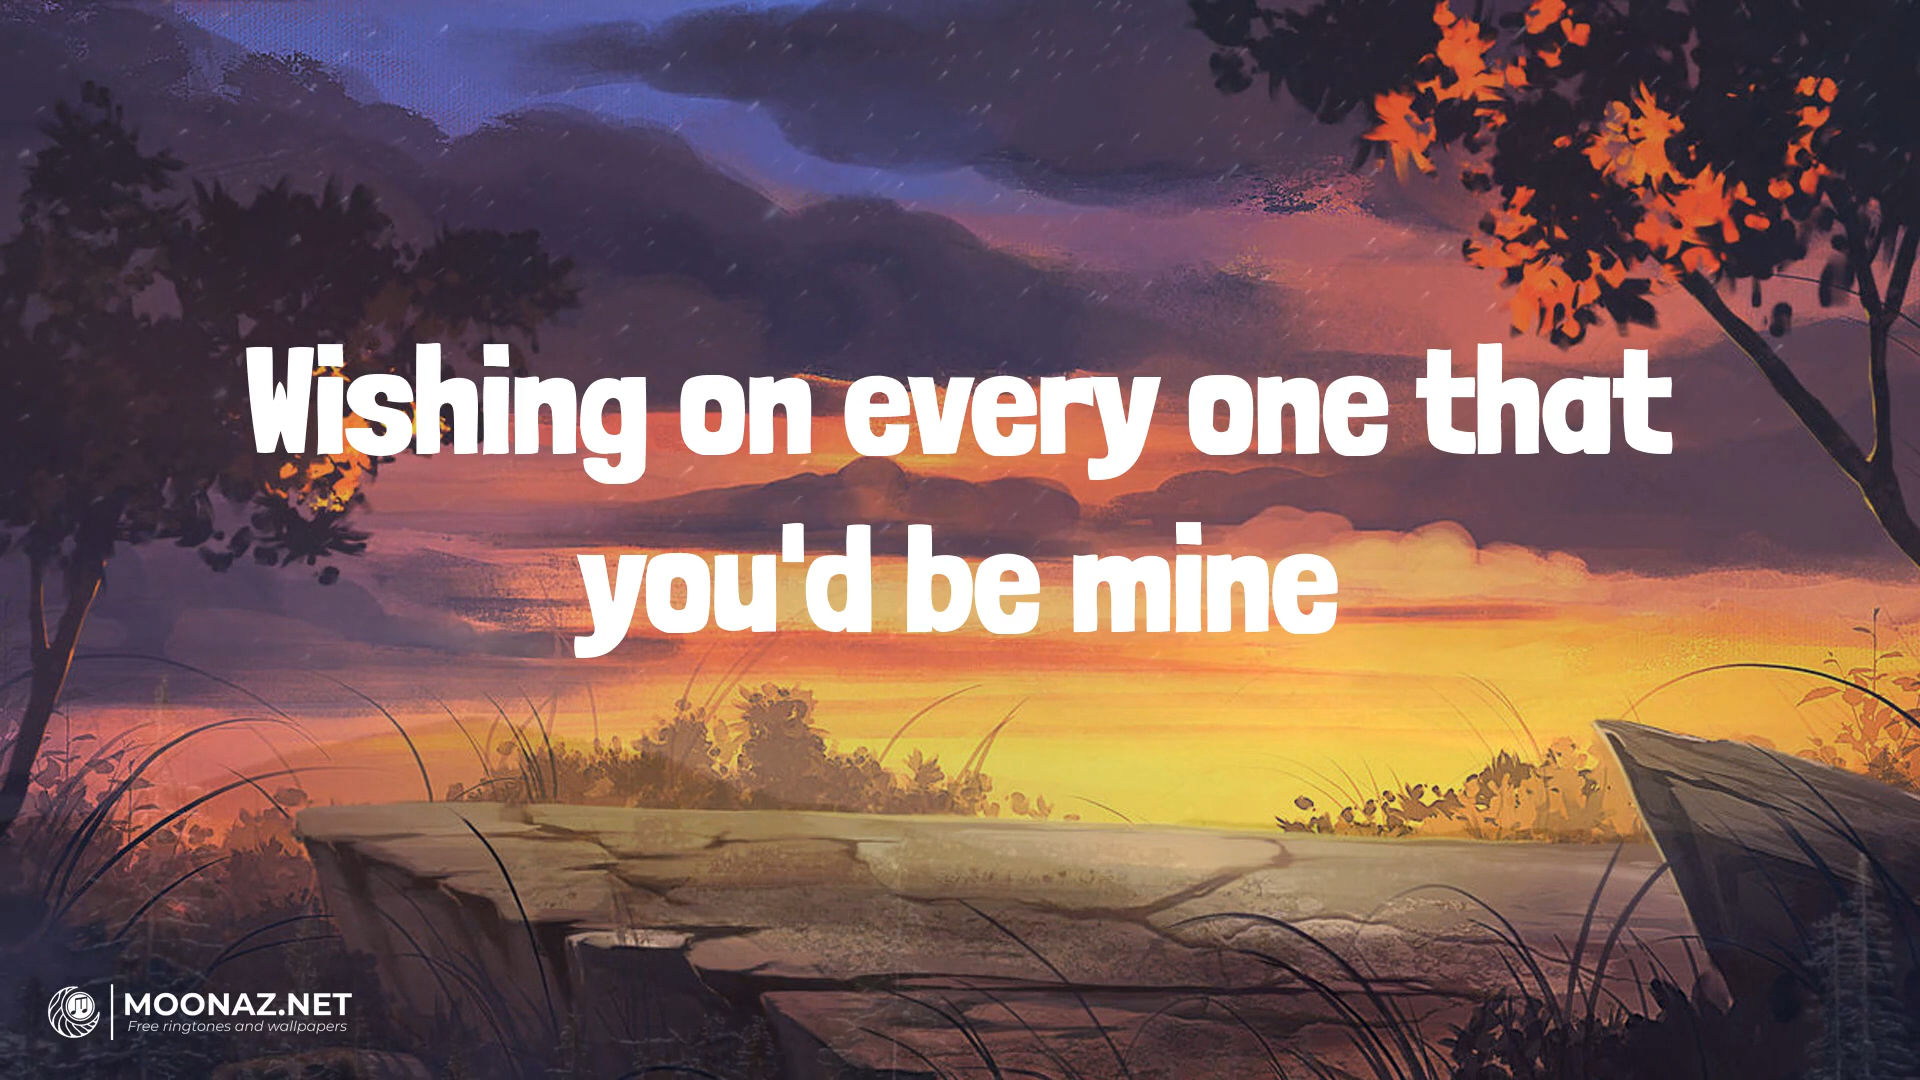 Wishing on every one that
you'd be mine
MOONAZ.NET
Free ringtones and wallpapers